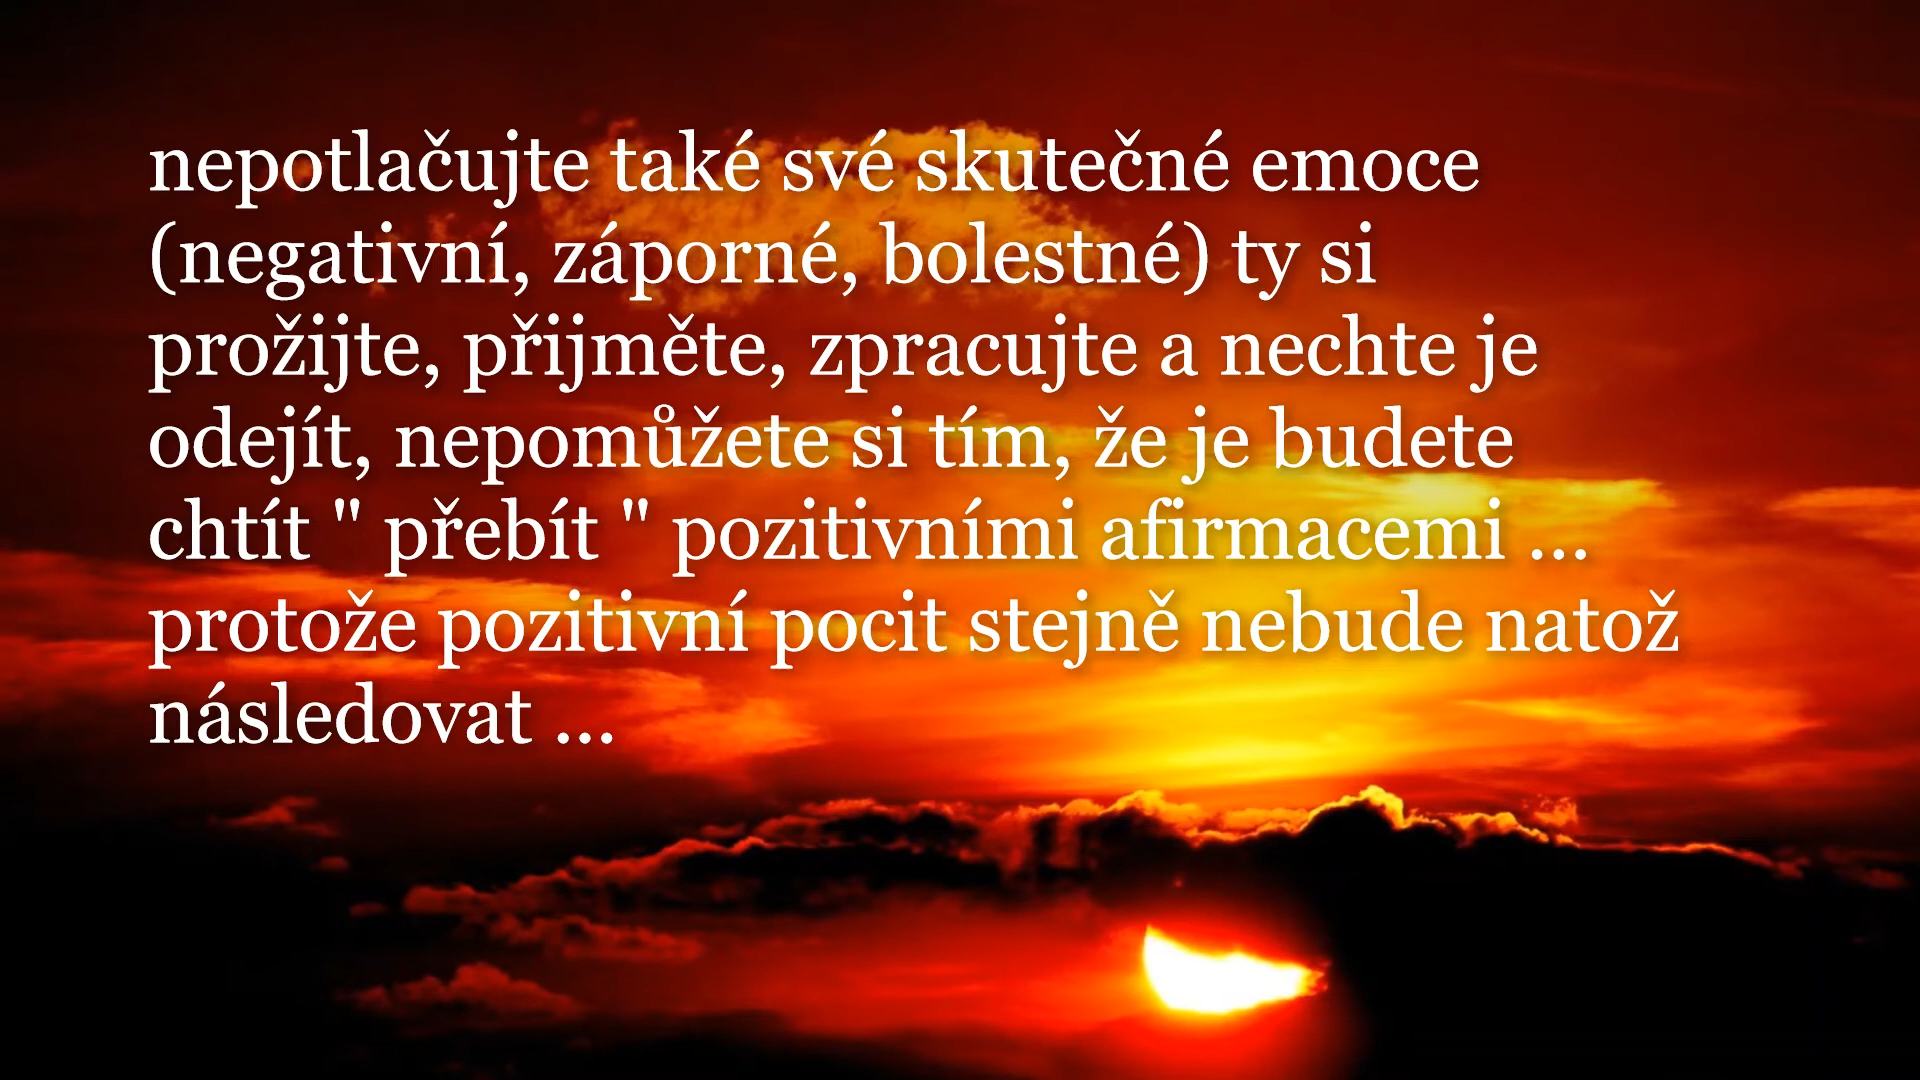 nepotlačujte také své skutečné emoce
(negativní, záporné, bolestné) ty si
prožijte, přijměte, zpracujte a nechte je
odejít, nepomůžete si tím, že je budete
chtít " přebít " pozitivními afirmacemi ...
protože pozitivní pocit stejně nebude natož
následovat ...